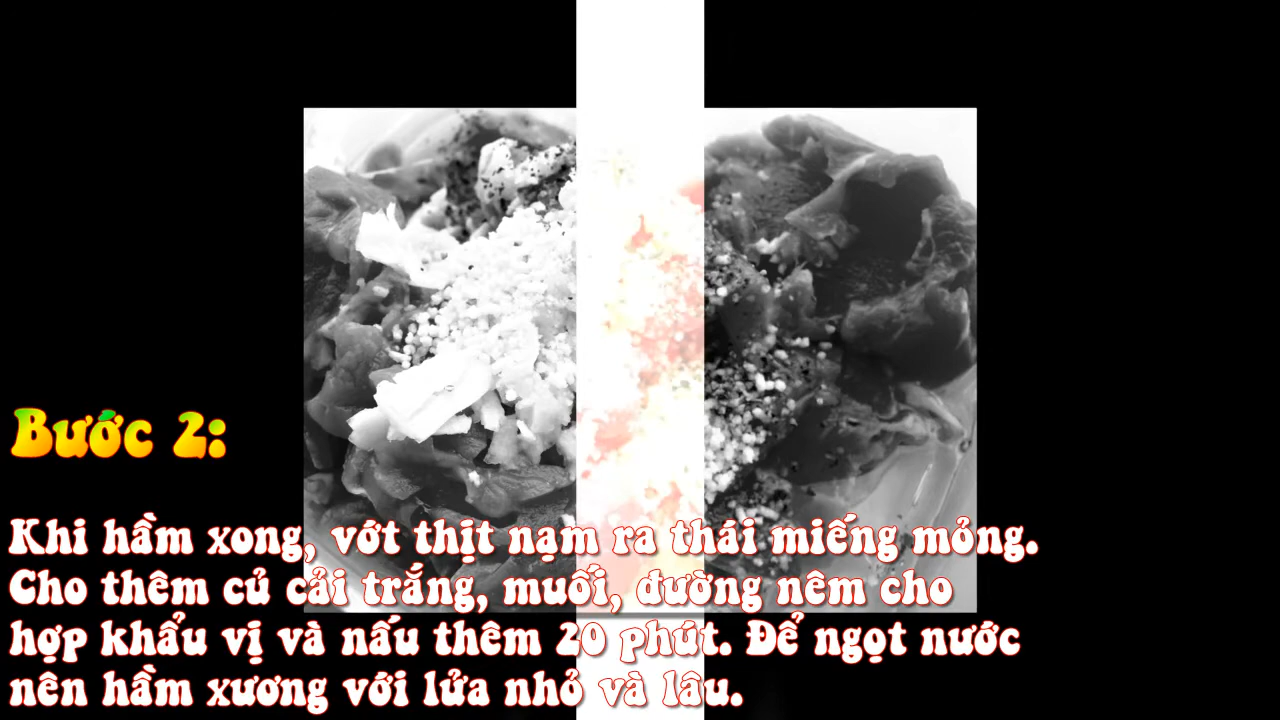 Bước 2:
Khi hầm xong, vớt thịt nạm ra thái miếng mỏng.
Cho thêm củ cải trắng, muối, đường nêm cho
hợp khẩu vị và nấu thêm 20 phút. Để ngọt nước
nên hầm xương với lửa nhỏ và lâu.